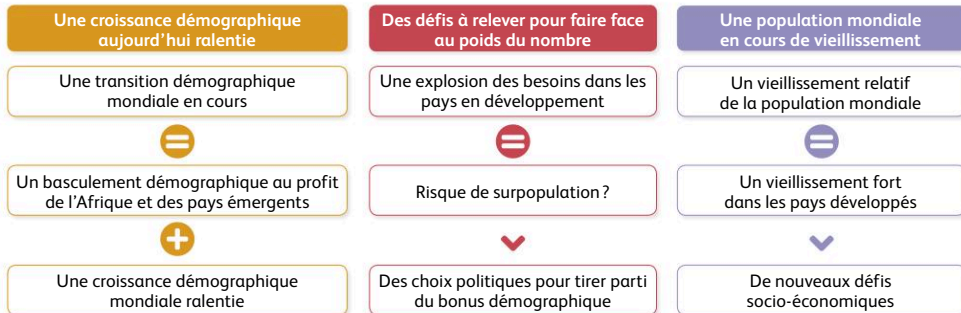 Une croissance démographique
aujourd'hui ralentie
Une transition démographique
mondiale en cours
=
Un basculement démographique au profit
de l'Afrique et des pays émergents
+
Une croissance démographique
mondiale ralentie
Des défis à relever pour faire face
au poids du nombre
Une explosion des besoins dans les
pays en développement
=
Risque de surpopulation ?
Des choix politiques pour tirer parti
du bonus démographique
Une population mondiale
en cours de vieillissement
Un vieillissement relatif
de la population mondiale
=
Un vieillissement fort
dans les pays développés
De nouveaux défis
socio-économiques